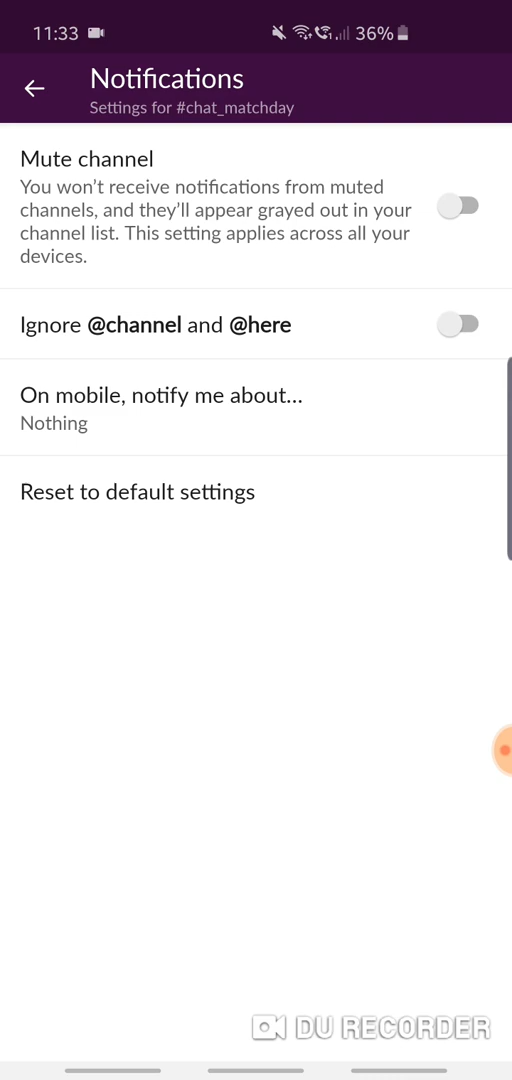 11:33 36%
Notifications
Settings for #chat_matchday
Mute channel
You won’t receive notifications from muted
channels, and they’ll appear grayed out in your
channel list. This setting applies across all your
devices.
Ignore @channel and @here
On mobile, notify me about...
Nothing
Reset to default settings
DU RECORDER